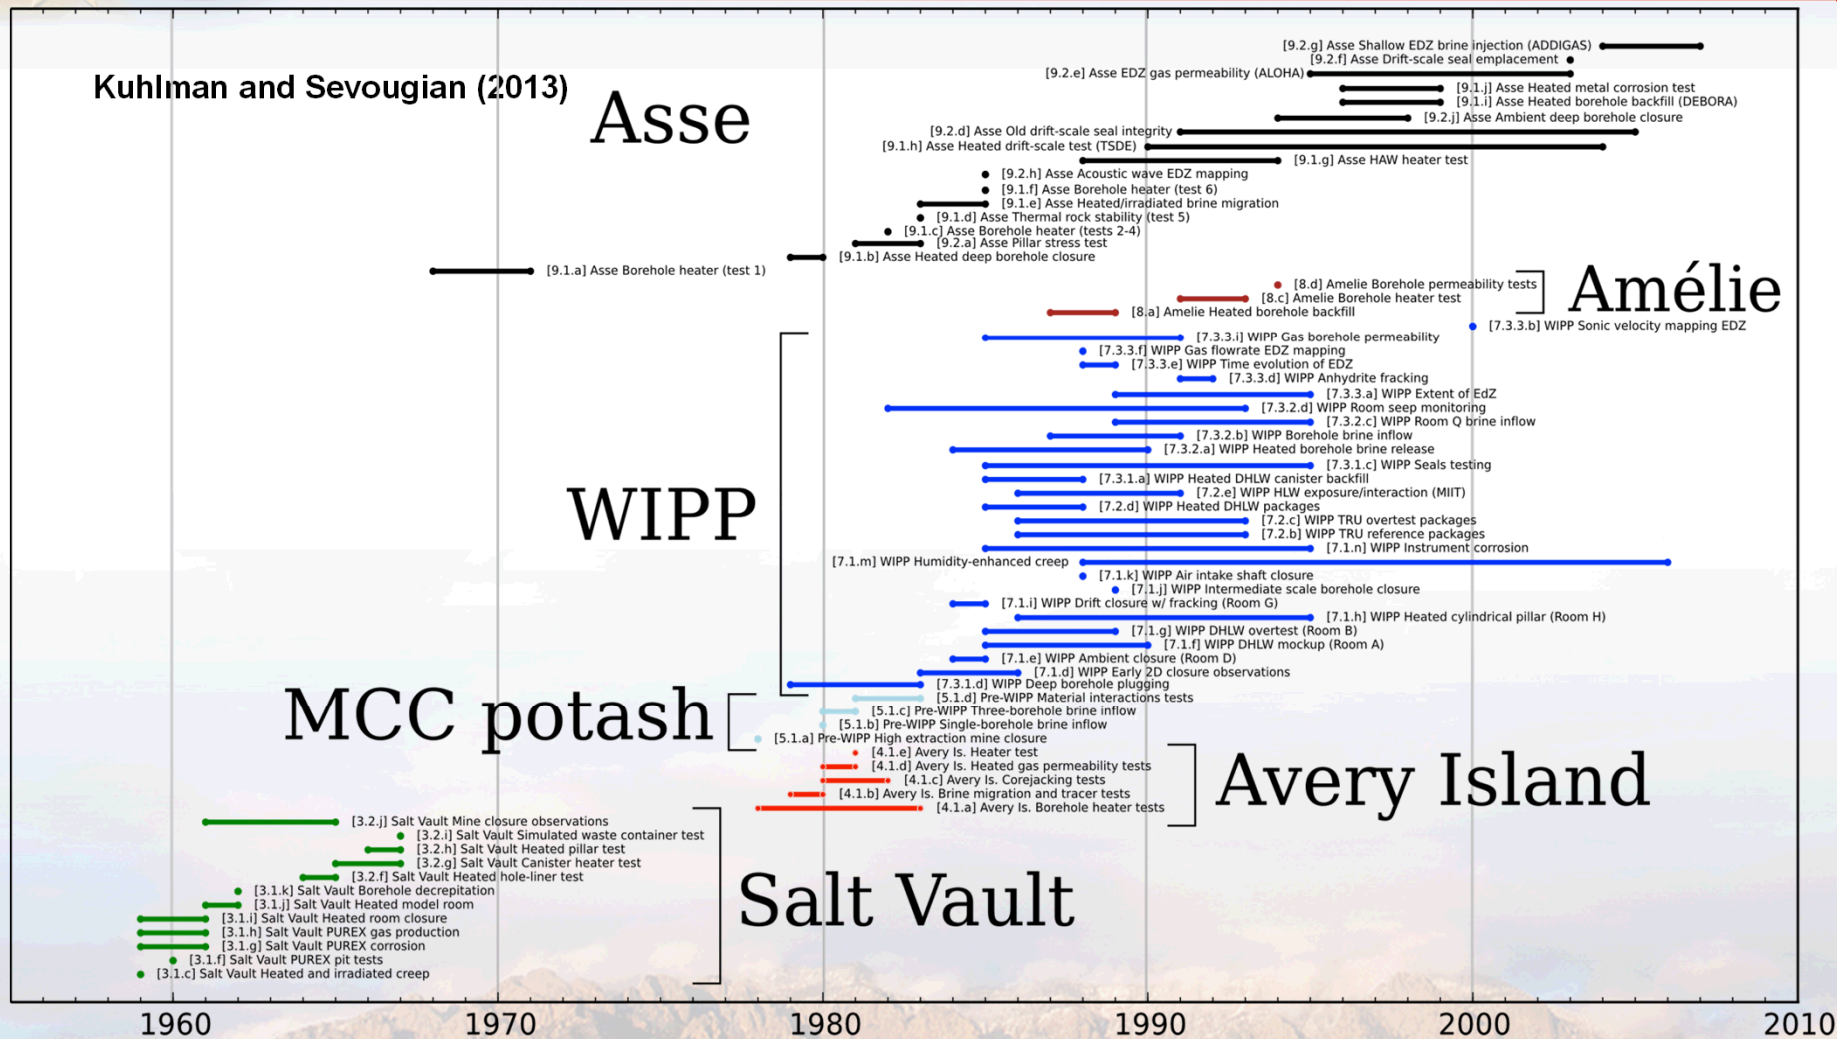 Kuhlman and Sevougian (2013)
Asse
[9.2.g] Asse Shallow EDZ brine injection (ADDIGAS)
[9.2.f] Asse Drift-scale seal emplacement
[9.2.e] Asse EDZ gas permeability (ALOHA)
[9.1.j] Asse Heated metal corrosion test
[9.1.i] Asse Heated borehole backfill (DEBORA)
[9.2.j] Asse Ambient deep borehole closure
[9.2.d] Asse Old drift-scale seal integrity
[9.1.h] Asse Heated drift-scale test (TSDE)
[9.1.g] Asse HAW heater test
[9.2.h] Asse Acoustic wave EDZ mapping
[9.1.f] Asse Borehole heater (test 6)
[9.1.e] Asse Heated/irradiated brine migration
[9.1.d] Asse Thermal rock stability (test 5)
[9.1.c] Asse Borehole heater (tests 2-4)
[9.2.a] Asse Pillar stress test
[9.1.b] Asse Heated deep borehole closure
[9.1.a] Asse Borehole heater (test 1)
Amélie
[8.d] Amelie Borehole permeability tests
[8.c] Amelie Borehole heater test
[8.a] Amelie Heated borehole backfill
WIPP
[7.3.3.b] WIPP Sonic velocity mapping EDZ
[7.3.3.i] WIPP Gas borehole permeability
[7.3.3.f] WIPP Gas flowrate EDZ mapping
[7.3.3.e] WIPP Time evolution of EDZ
[7.3.3.d] WIPP Anhydrite fracking
[7.3.3.a] WIPP Extent of EdZ
[7.3.2.d] WIPP Room seep monitoring
[7.3.2.c] WIPP Room Q brine inflow
[7.3.2.b] WIPP Borehole brine inflow
[7.3.2.a] WIPP Heated borehole brine release
[7.3.1.c] WIPP Seals testing
[7.3.1.a] WIPP Heated DHLW canister backfill
[7.2.e] WIPP HLW exposure/interaction (MIIT)
[7.2.d] WIPP Heated DHLW packages
[7.2.c] WIPP TRU overtest packages
[7.2.b] WIPP TRU reference packages
[7.1.n] WIPP Instrument corrosion
[7.1.m] WIPP Humidity-enhanced creep
[7.1.k] WIPP Air intake shaft closure
[7.1.j] WIPP Intermediate scale borehole closure
[7.1.i] WIPP Drift closure w/ fracking (Room G)
[7.1.h] WIPP Heated cylindrical pillar (Room H)
[7.1.g] WIPP DHLW overtest (Room B)
[7.1.f] WIPP DHLW mockup (Room A)
[7.1.e] WIPP Ambient closure (Room D)
[7.1.d] WIPP Early 2D closure observations
[7.3.1.d] WIPP Deep borehole plugging
MCC potash
[5.1.d] Pre-WIPP Material interactions tests
[5.1.c] Pre-WIPP Three-borehole brine inflow
[5.1.b] Pre-WIPP Single-borehole brine inflow
[5.1.a] Pre-WIPP High extraction mine closure
Avery Island
[4.1.e] Avery Is. Heater test
[4.1.d] Avery Is. Heated gas permeability tests
[4.1.c] Avery Is. Corejacking tests
[4.1.b] Avery Is. Brine migration and tracer tests
[4.1.a] Avery Is. Borehole heater tests
Salt Vault
[3.2.j] Salt Vault Mine closure observations
[3.2.i] Salt Vault Simulated waste container test
[3.2.h] Salt Vault Heated pillar test
[3.2.g] Salt Vault Canister heater test
[3.2.f] Salt Vault Heated hole-liner test
[3.1.k] Salt Vault Borehole decrepitation
[3.1.j] Salt Vault Heated model room
[3.1.i] Salt Vault Heated room closure
[3.1.h] Salt Vault PUREX gas production
[3.1.g] Salt Vault PUREX corrosion
[3.1.f] Salt Vault PUREX pit tests
[3.1.c] Salt Vault Heated and irradiated creep
1960 1970 1980 1990 2000 2010